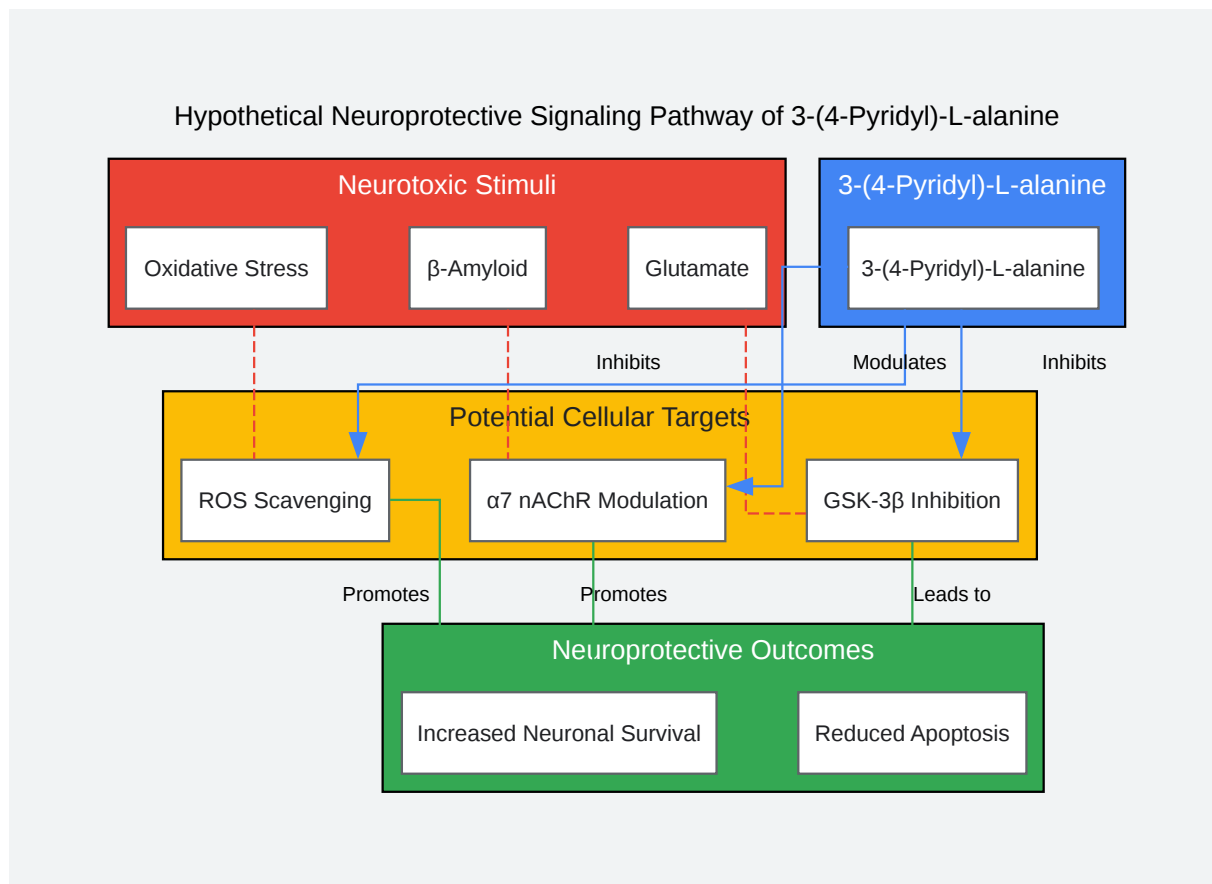 Hypothetical Neuroprotective Signaling Pathway of 3-(4-Pyridyl)-L-alanine
Neurotoxic Stimuli
3-(4-Pyridyl)-L-alanine
Oxidative Stress
β-Amyloid
Glutamate
3-(4-Pyridyl)-L-alanine
Inhibits
Modulates
Inhibits
Potential Cellular Targets
ROS Scavenging
α7 nAChR Modulation
GSK-3β Inhibition
Promotes
Promotes
Leads to
Neuroprotective Outcomes
Increased Neuronal Survival
Reduced Apoptosis